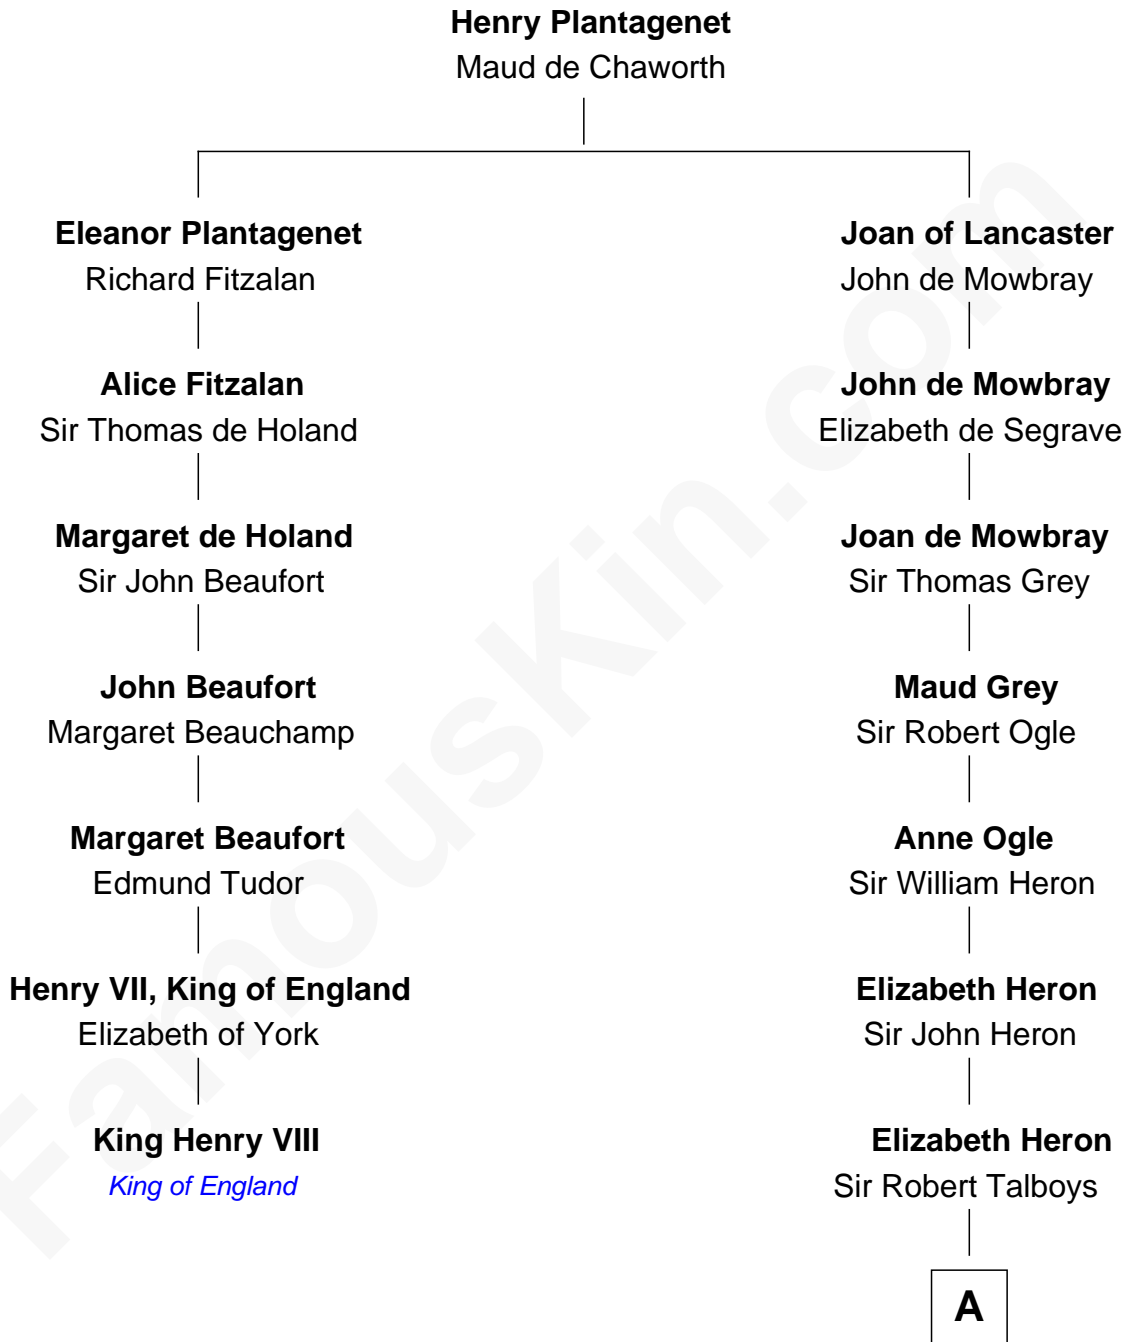 Henry Plantagenet
Maud de Chaworth
Eleanor Plantagenet
Richard Fitzalan
Alice Fitzalan
Sir Thomas de Holand
Margaret de Holand
Sir John Beaufort
John Beaufort
Margaret Beauchamp
Margaret Beaufort
Edmund Tudor
Henry VII, King of England
Elizabeth of York
King Henry VIII
King of England
Joan of Lancaster
John de Mowbray
John de Mowbray
Elizabeth de Segrave
Joan de Mowbray
Sir Thomas Grey
Maud Grey
Sir Robert Ogle
Anne Ogle
Sir William Heron
Elizabeth Heron
Sir John Heron
Elizabeth Heron
Sir Robert Talboys
A
FamousKin.com